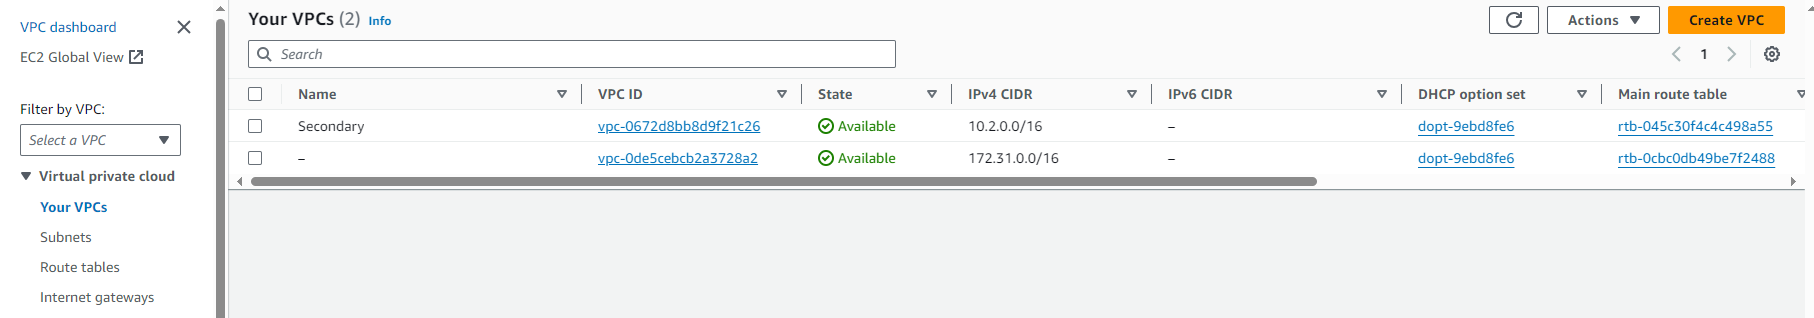 VPC dashboard
EC2 Global View
Filter by VPC:
Select a VPC
Virtual private cloud
Your VPCs
Subnets
Route tables
Internet gateways
Your VPCs (2) Info
Actions
Create VPC
Search
1
Name VPC ID State IPv4 CIDR IPv6 CIDR DHCP option set Main route table
Secondary vpc-0672d8bb8d9f21c26 Available 10.2.0.0/16 – dopt-9ebd8fe6 rtb-045c30f4c4c498a55
– vpc-0de5cebcb2a3728a2 Available 172.31.0.0/16 – dopt-9ebd8fe6 rtb-0cbc0db49be7f2488